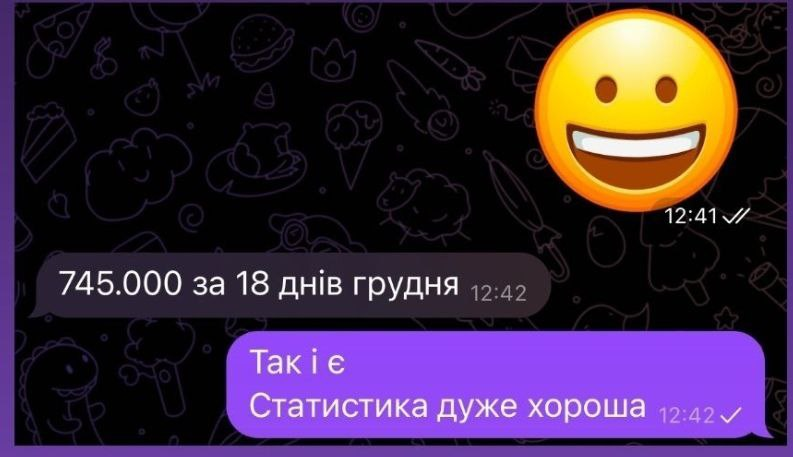 12:41
745.000 за 18 днів грудня 12:42
Так і є
Статистика дуже хороша 12:42